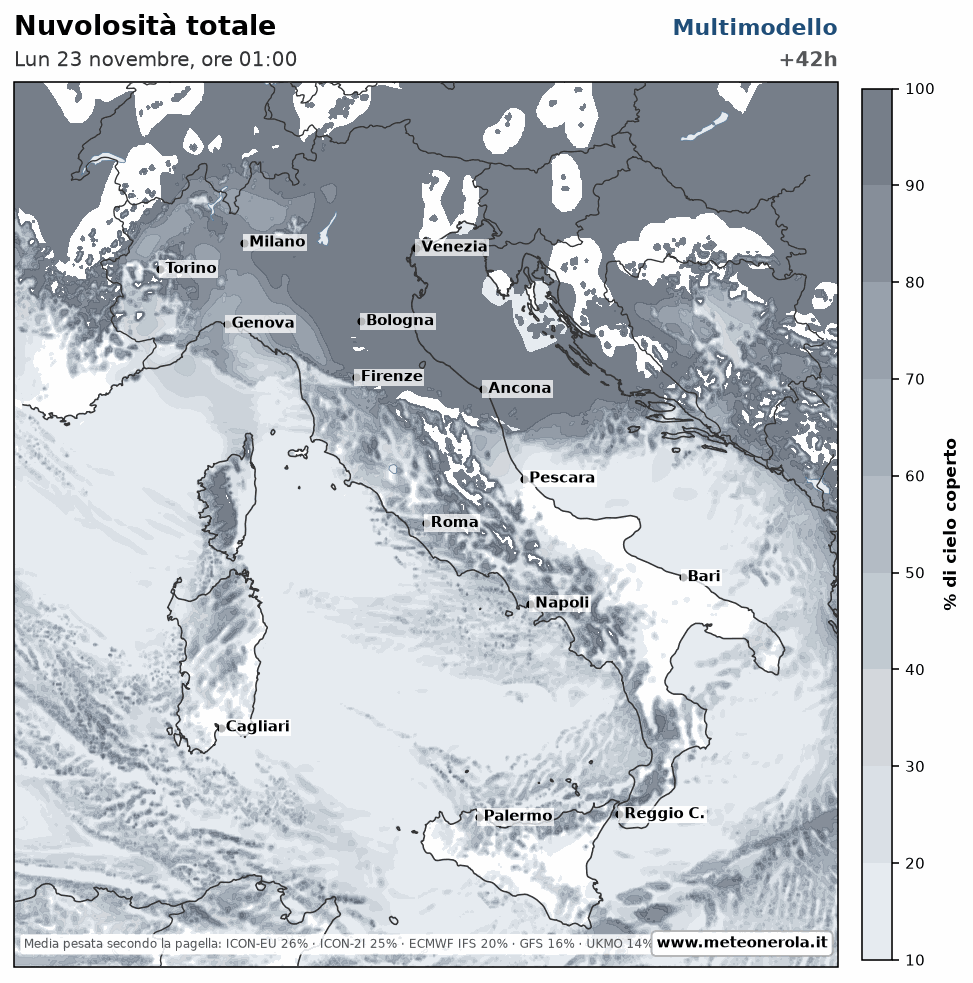 Nuvolosità totale
Multimodello
Lun 23 novembre, ore 01:00
+42h
100
90
80
70
60
50
40
30
20
10
% di cielo coperto
Milano
Venezia
Torino
Genova
Bologna
Firenze
Ancona
Pescara
Roma
Bari
Napoli
Cagliari
Palermo
Reggio C.
Media pesata secondo la pagella: ICON-EU 26% · ICON-2I 25% · ECMWF IFS 20% · GFS 16% · UKMO 14%
www.meteonerola.it